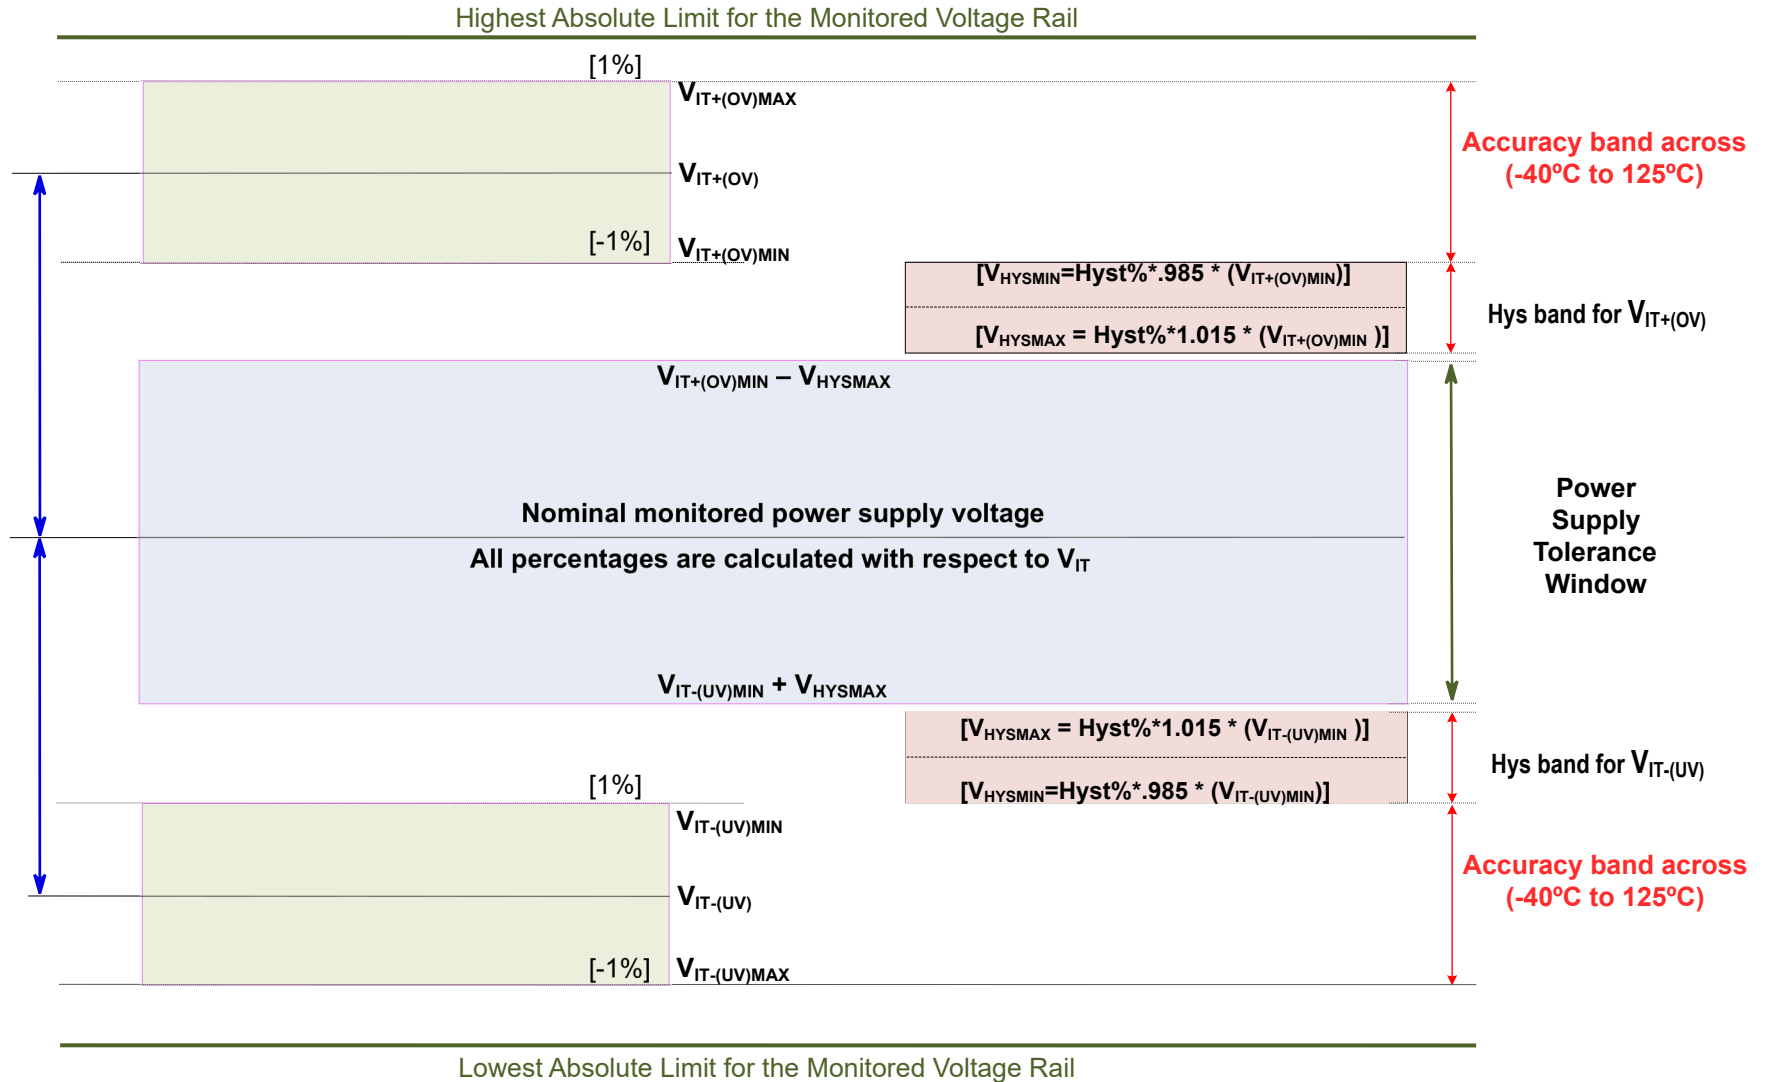 Highest Absolute Limit for the Monitored Voltage Rail
[1%]
VIT+(OV)MAX
Accuracy band across
(-40ºC to 125ºC)
VIT+(OV)
[-1%]
VIT+(OV)MIN
[VHYSMIN=Hyst%*.985 * (VIT+(OV)MIN)]
Hys band for VIT+(OV)
[VHYSMAX = Hyst%*1.015 * (VIT+(OV)MIN )]
VIT+(OV)MIN – VHYSMAX
Nominal monitored power supply voltage
All percentages are calculated with respect to VIT
Power
Supply
Tolerance
Window
VIT-(UV)MIN + VHYSMAX
[VHYSMAX = Hyst%*1.015 * (VIT-(UV)MIN )]
Hys band for VIT-(UV)
[VHYSMIN=Hyst%*.985 * (VIT-(UV)MIN)]
[1%]
VIT-(UV)MIN
Accuracy band across
(-40ºC to 125ºC)
VIT-(UV)
[-1%]
VIT-(UV)MAX
Lowest Absolute Limit for the Monitored Voltage Rail